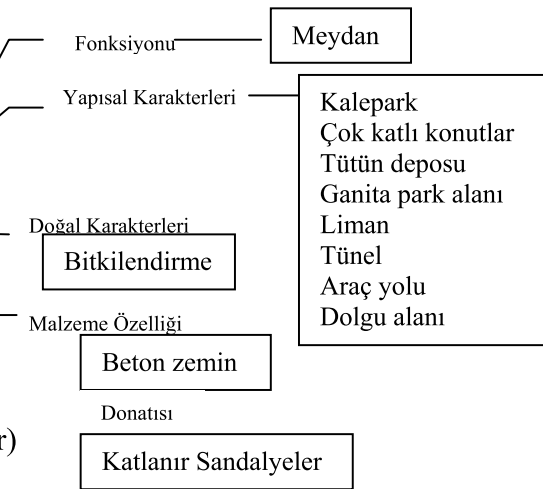 Fonksiyonu
Meydan
Yapısal Karakterleri
Kalepark
Çok katlı konutlar
Tütün deposu
Ganita park alanı
Liman
Tünel
Araç yolu
Dolgu alanı
Doğal Karakterleri
Bitkilendirme
Malzeme Özelliği
Beton zemin
Donatısı
r)
Katlanır Sandalyeler